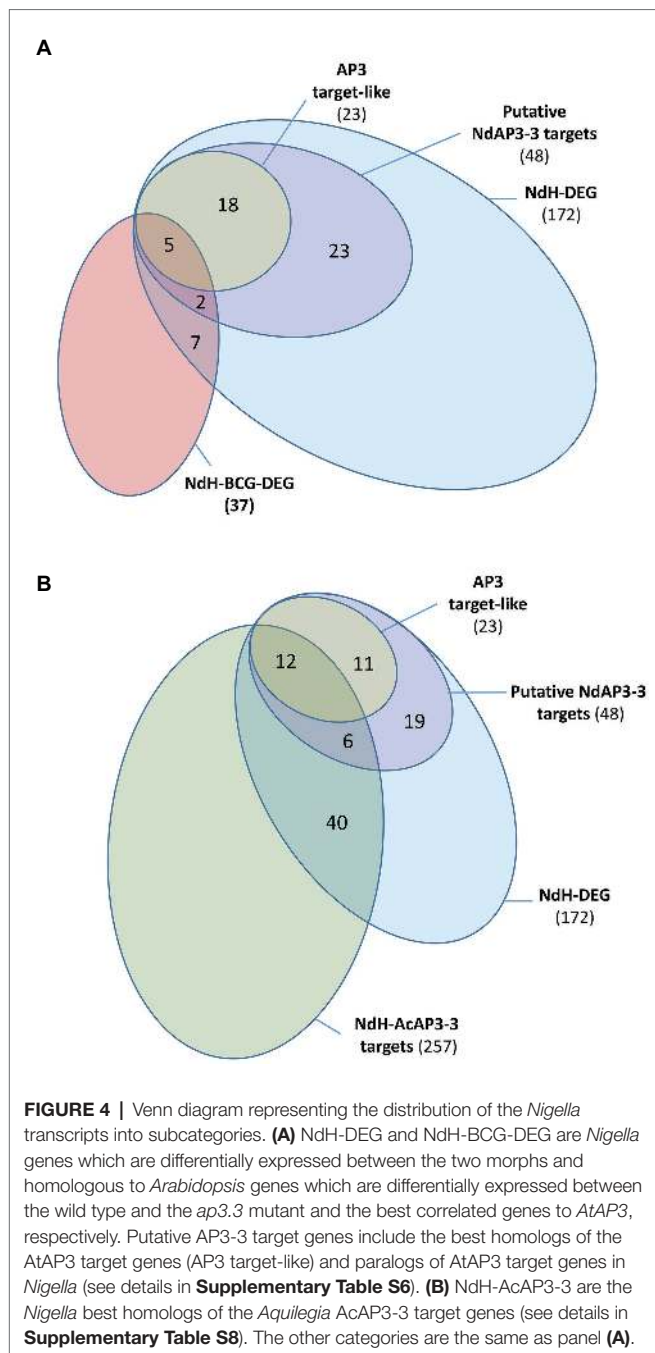 A
AP3
target-like
(23)
Putative
NdAP3-3 targets
(48)
NdH-DEG
(172)
18
5
23
2
7
NdH-BCG-DEG
(37)
B
AP3
target-like
(23)
12
11
Putative NdAP3-3
targets (48)
19
6
40
NdH-DEG
(172)
NdH-AcAP3-3
targets (257)
FIGURE 4 | Venn diagram representing the distribution of the Nigella
transcripts into subcategories. (A) NdH-DEG and NdH-BCG-DEG are Nigella
genes which are differentially expressed between the two morphs and
homologous to Arabidopsis genes which are differentially expressed between
the wild type and the ap3.3 mutant and the best correlated genes to AtAP3,
respectively. Putative AP3-3 target genes include the best homologs of the
AtAP3 target genes (AP3 target-like) and paralogs of AtAP3 target genes in
Nigella (see details in Supplementary Table S6). (B) NdH-AcAP3-3 are the
Nigella best homologs of the Aquilegia AcAP3-3 target genes (see details in
Supplementary Table S8). The other categories are the same as panel (A).